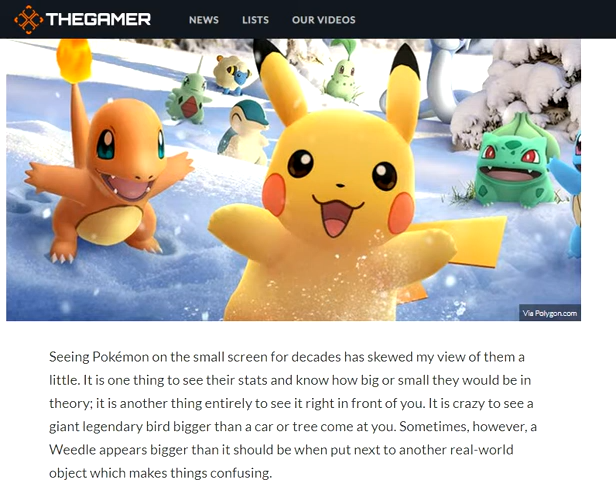 THEGAMER NEWS LISTS OUR VIDEOS
Via Polygon.com
Seeing Pokémon on the small screen for decades has skewed my view of them a
little. It is one thing to see their stats and know how big or small they would be in
theory; it is another thing entirely to see it right in front of you. It is crazy to see a
giant legendary bird bigger than a car or tree come at you. Sometimes, however, a
Weedle appears bigger than it should be when put next to another real-world
object which makes things confusing.